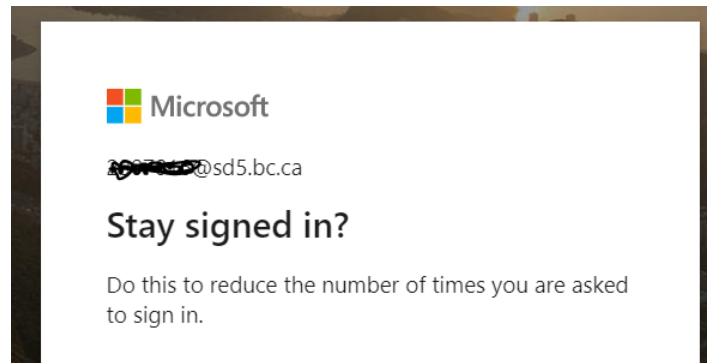 Microsoft
@sd5.bc.ca
Stay signed in?
Do this to reduce the number of times you are asked
to sign in.